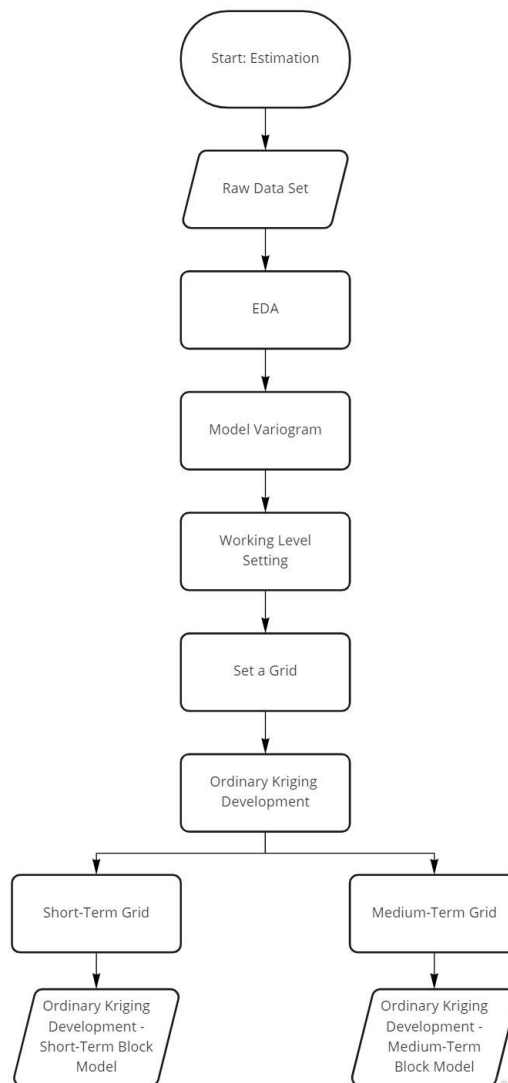 Start: Estimation
Raw Data Set
EDA
Model Variogram
Working Level
Setting
Set a Grid
Ordinary Kriging
Development
Short-Term Grid
Medium-Term Grid
Ordinary Kriging
Development -
Short-Term Block
Model
Ordinary Kriging
Development -
Medium-Term
Block Model